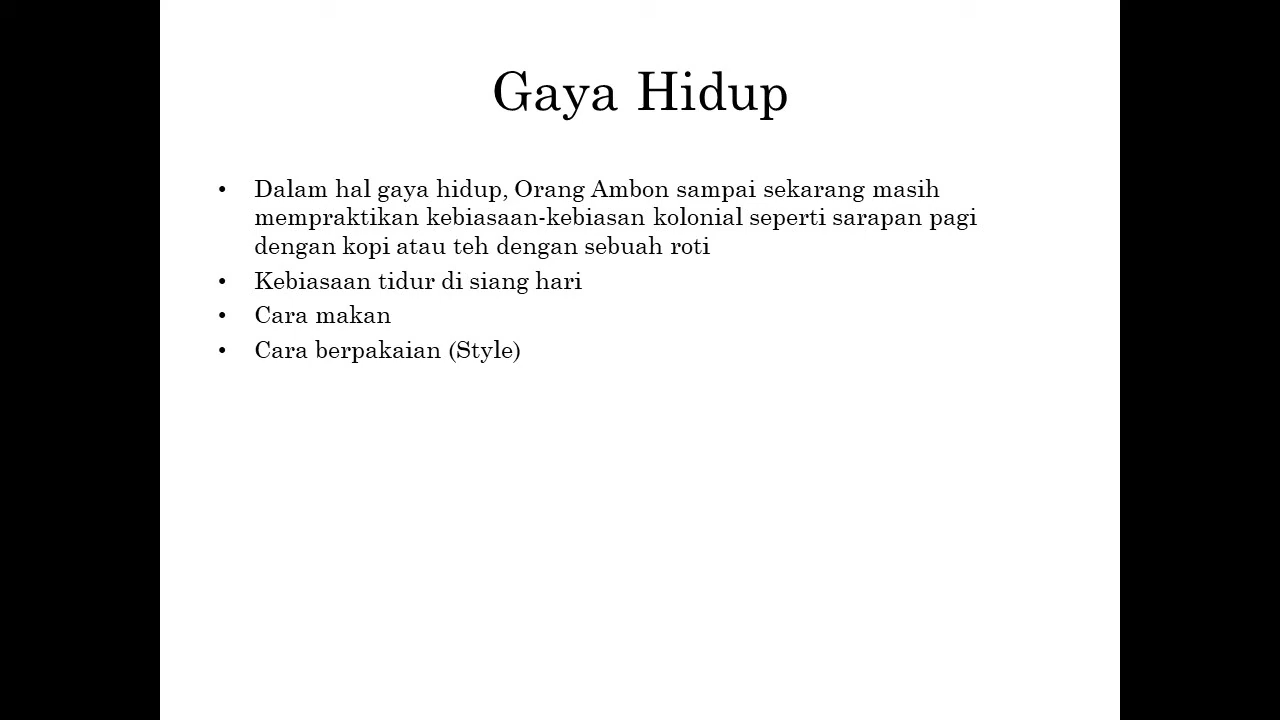 Gaya Hidup
• Dalam hal gaya hidup, Orang Ambon sampai sekarang masih
mempraktikan kebiasaan-kebiasan kolonial seperti sarapan pagi
dengan kopi atau teh dengan sebuah roti
• Kebiasaan tidur di siang hari
• Cara makan
• Cara berpakaian (Style)